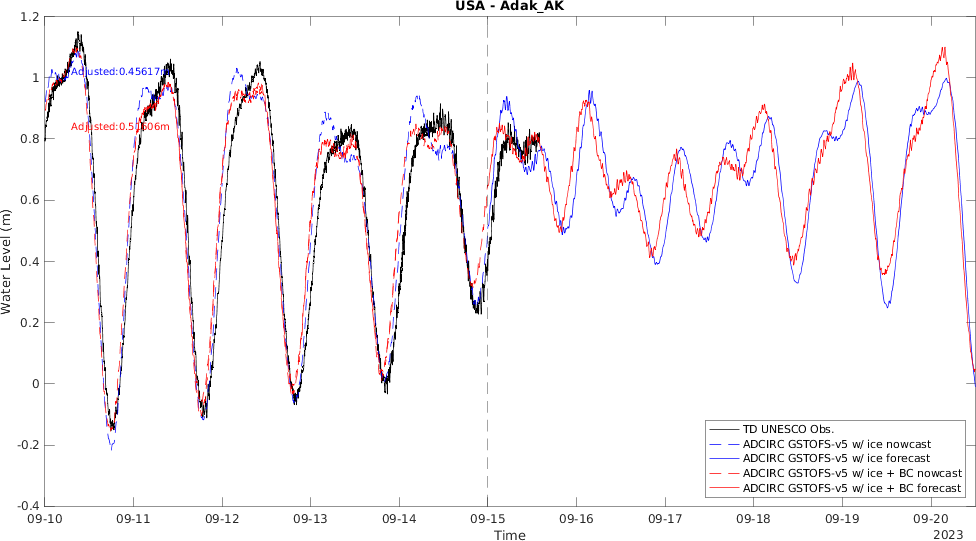 USA - Adak_AK
1.2
1
0.8
0.6
0.4
0.2
0
-0.2
-0.4
Water Level (m)
Adjusted:0.45617m
TD UNESCO Obs.
ADCIRC GSTOFS-v5 w/ ice nowcast
ADCIRC GSTOFS-v5 w/ ice forecast
ADCIRC GSTOFS-v5 w/ ice + BC nowcast
ADCIRC GSTOFS-v5 w/ ice + BC forecast
09-10 09-11 09-12 09-13 09-14 09-15 09-16 09-17 09-18 09-19 09-20
Time
2023